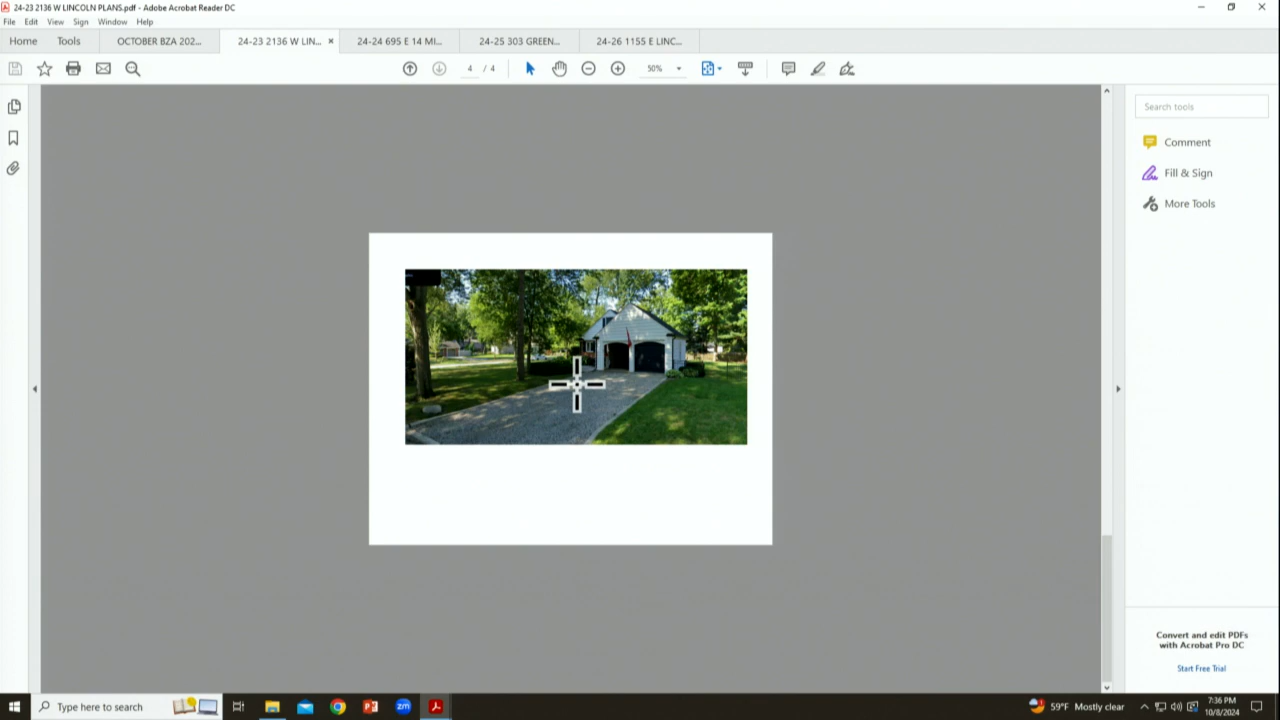 24-23 2136 W LINCOLN PLANS.pdf - Adobe Acrobat Reader DC
File Edit View Sign Window Help
Home Tools OCTOBER BZA 202... 24-23 2136 W LIN... × 24-24 695 E 14 MI... 24-25 303 GREEN... 24-26 1155 E LINC...
4 / 4 50%
Search tools
Comment
Fill & Sign
More Tools
Convert and edit PDFs
with Acrobat Pro DC
Start Free Trial
Type here to search zm 59°F Mostly clear 7:36 PM
10/8/2024